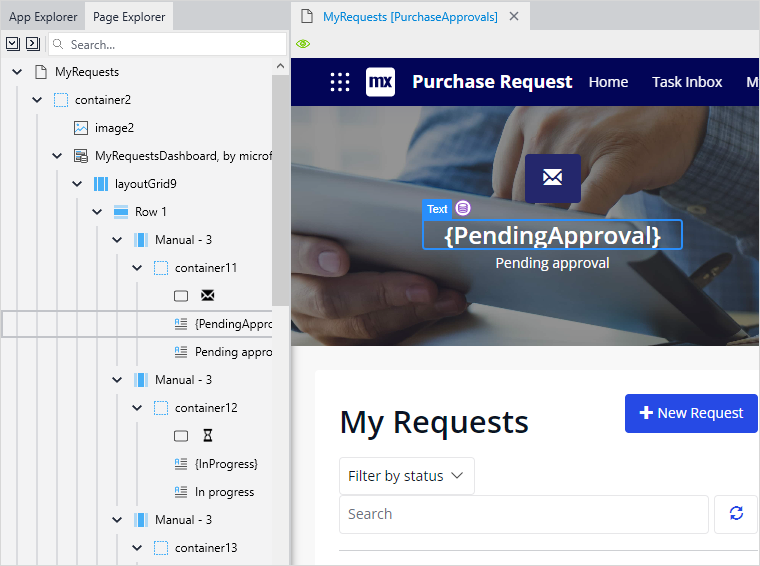 App Explorer
Page Explorer
MyRequests [PurchaseApprovals]
Search...
MyRequests
container2
image2
MyRequestsDashboard, by microf
layoutGrid9
Row 1
Manual - 3
container11
{PendingAppro
Pending appro
Manual - 3
container12
{InProgress}
In progress
Manual - 3
container13
mx
Purchase Request
Home
Task Inbox
My
Text
{PendingApproval}
Pending approval
My Requests
New Request
Filter by status
Search